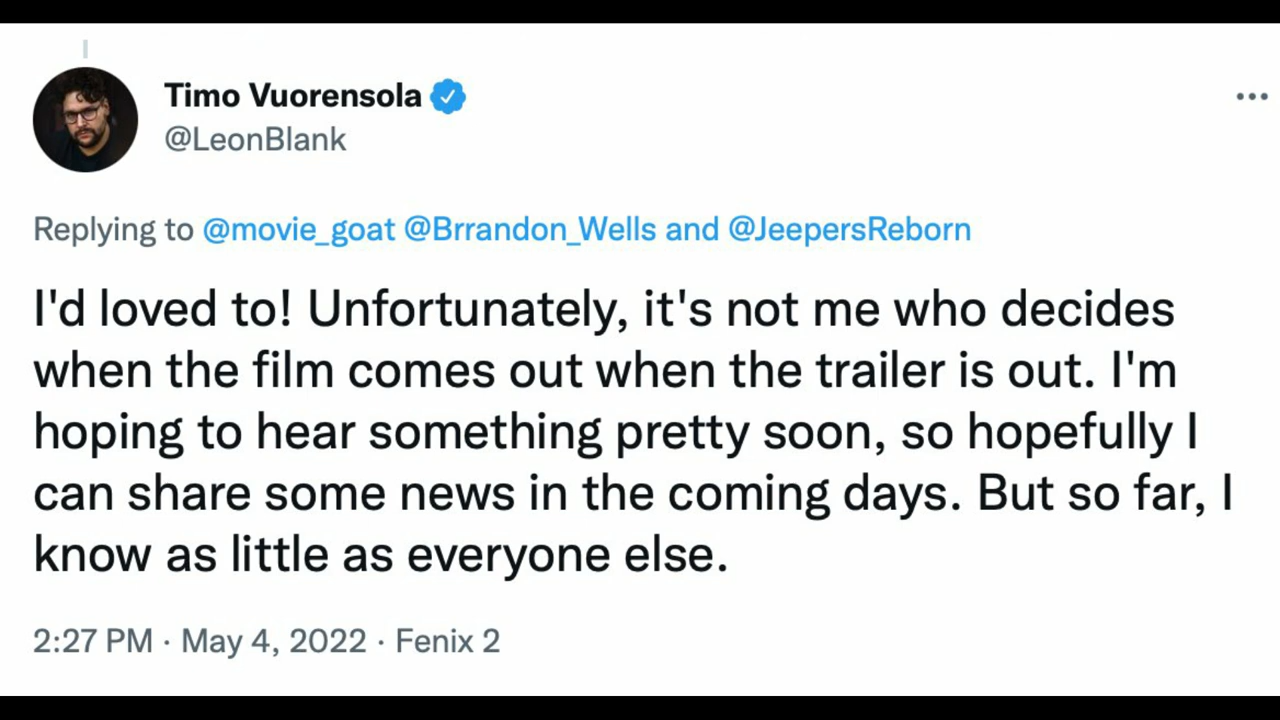 Timo Vuorensola
@LeonBlank
Replying to @movie_goat @Brrandon_Wells and @JeepersReborn
I'd loved to! Unfortunately, it's not me who decides
when the film comes out when the trailer is out. I'm
hoping to hear something pretty soon, so hopefully I
can share some news in the coming days. But so far, I
know as little as everyone else.
2:27 PM · May 4, 2022 · Fenix 2